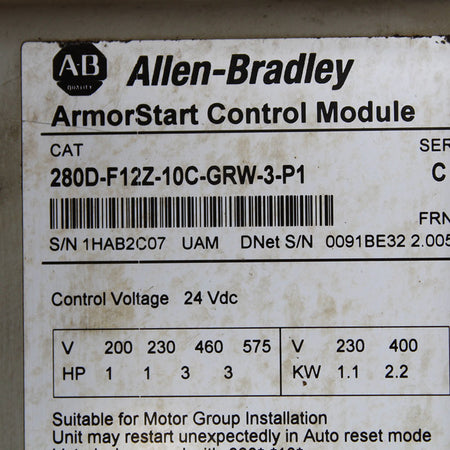 A-B
QUALITY
Allen-Bradley
ArmorStart Control Module
CAT SER
280D-F12Z-10C-GRW-3-P1 C
FRN
S/N 1HAB2C07 UAM DNet S/N 0091BE32 2.005
Control Voltage 24 Vdc
V 200 230 460 575 V 230 400
HP 1 1 3 3 KW 1.1 2.2
Suitable for Motor Group Installation
Unit may restart unexpectedly in Auto reset mode